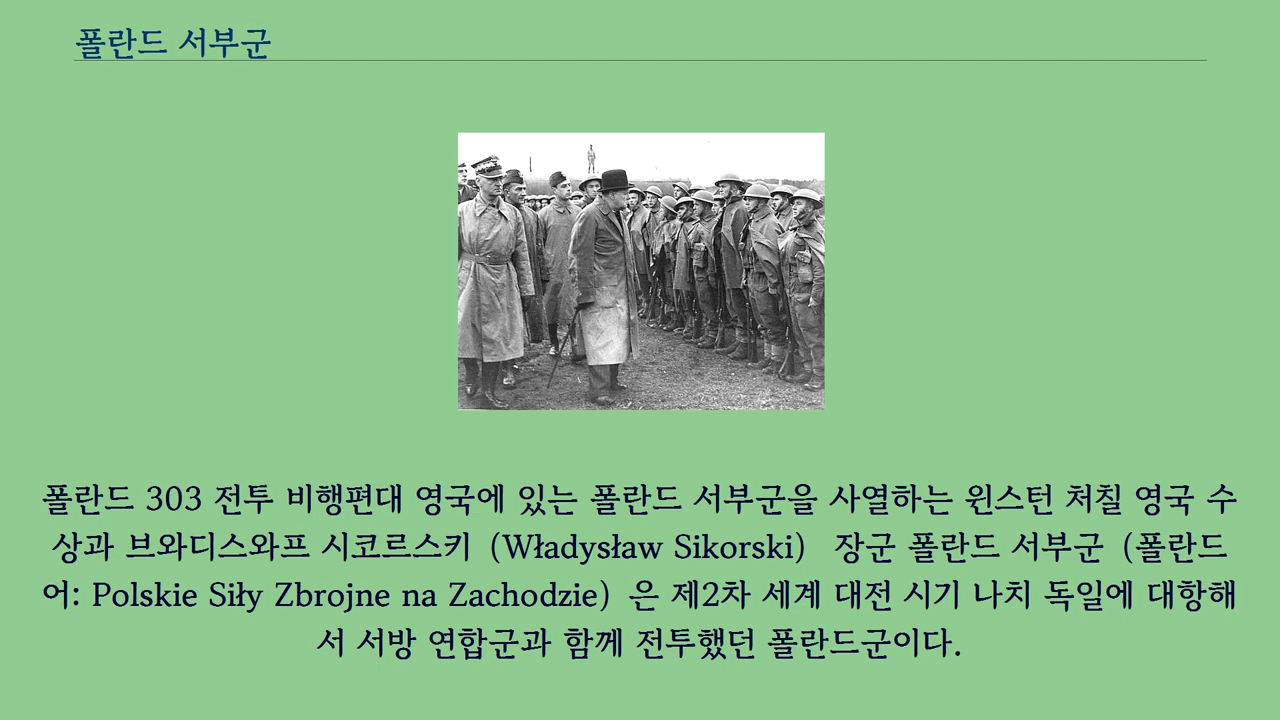 폴란드 서부군
폴란드 303 전투 비행편대 영국에 있는 폴란드 서부군을 사열하는 윈스턴 처칠 영국 수
상과 브와디스와프 시코르스키 (Władysław Sikorski) 장군 폴란드 서부군 (폴란드
어: Polskie Siły Zbrojne na Zachodzie) 은 제2차 세계 대전 시기 나치 독일에 대항해
서 서방 연합군과 함께 전투했던 폴란드군이다.